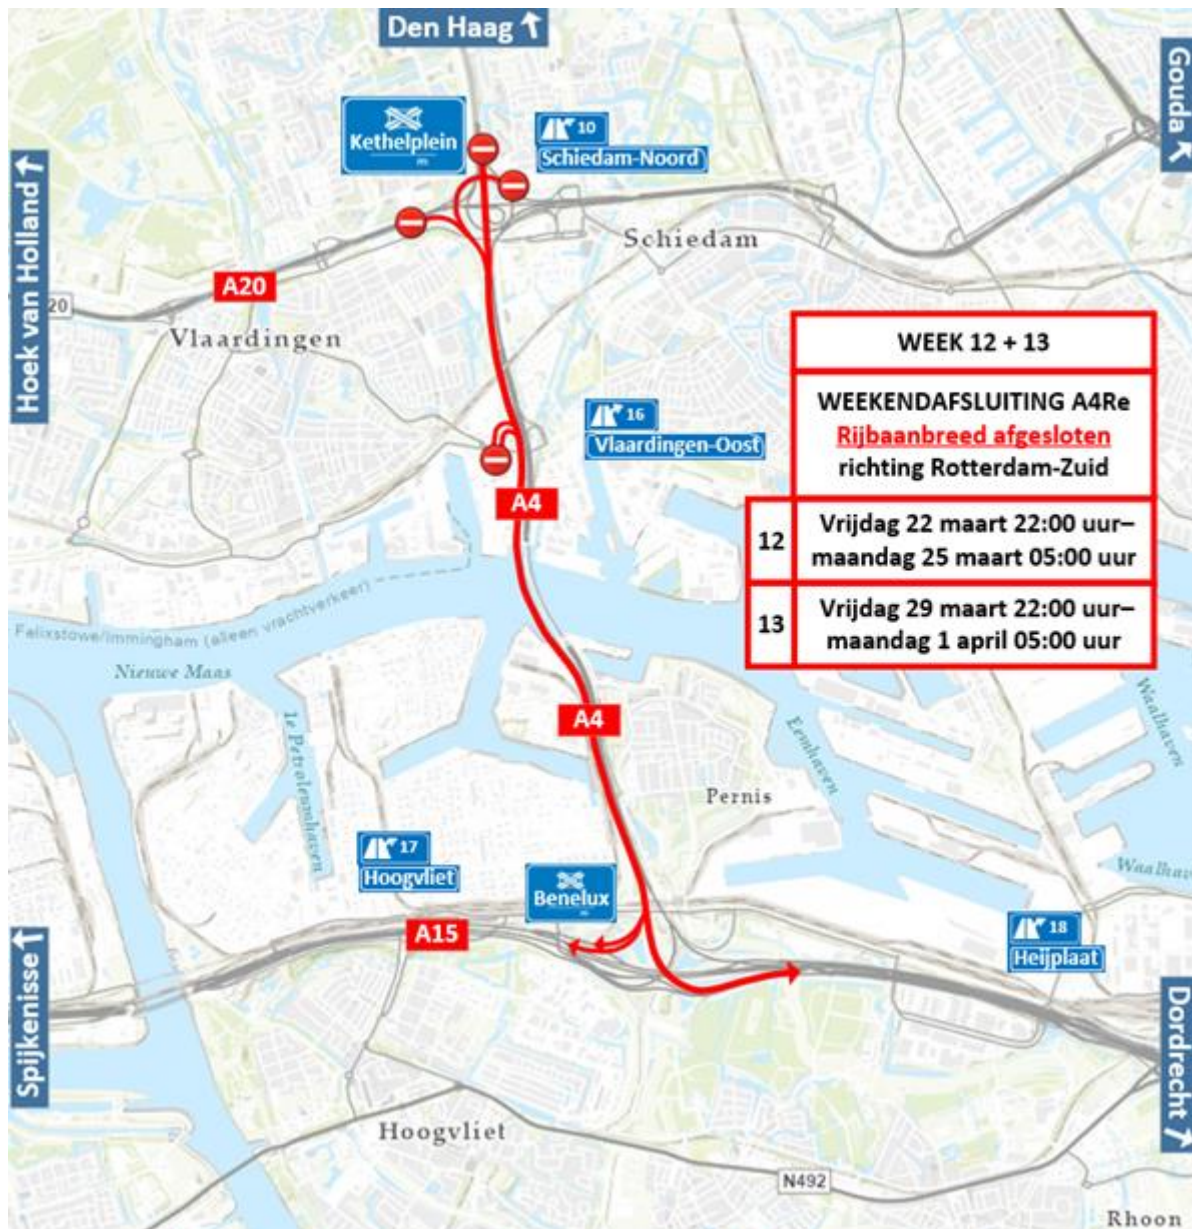 Den Haag
Gouda
Kethelplein
10
Schiedam-Noord
Hoek van Holland
Schiedam
A20
20
Vlaardingen
WEEK 12 + 13
WEEKENDAFSLUITING A4Re
Rijbaanbreed afgesloten
richting Rotterdam-Zuid
12
Vrijdag 22 maart 22:00 uur–
maandag 25 maart 05:00 uur
13
Vrijdag 29 maart 22:00 uur–
maandag 1 april 05:00 uur
16
Vlaardingen-Oost
A4
Felixstowe/Immingham (alleen vrachtverkeer)
Nieuwe Maas
1e Petroleumhaven
A4
Eemhaven
Waalhaven
Pernis
Waalhav
17
Hoogvliet
Benelux
A15
18
Heijplaat
Spijkenisse
Dordrecht
Hoogvliet
N492
Rhoon